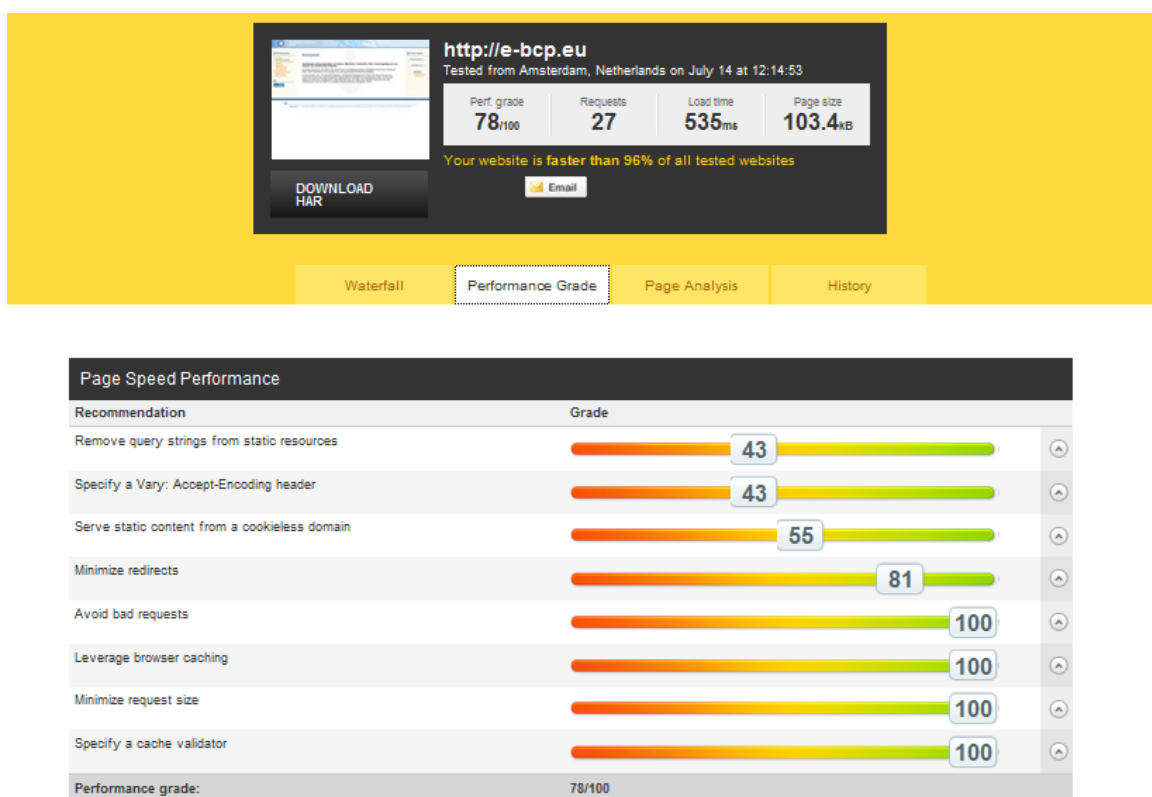 http://e-bcp.eu
Tested from Amsterdam, Netherlands on July 14 at 12:14:53
Perf. grade Requests Load time Page size
78/100 27 535ms 103.4kB
Your website is faster than 96% of all tested websites
DOWNLOAD
HAR
Email
Waterfall Performance Grade Page Analysis History
Page Speed Performance
Recommendation Grade
Remove query strings from static resources 43
Specify a Vary: Accept-Encoding header 43
Serve static content from a cookieless domain 55
Minimize redirects 81
Avoid bad requests 100
Leverage browser caching 100
Minimize request size 100
Specify a cache validator 100
Performance grade: 78/100